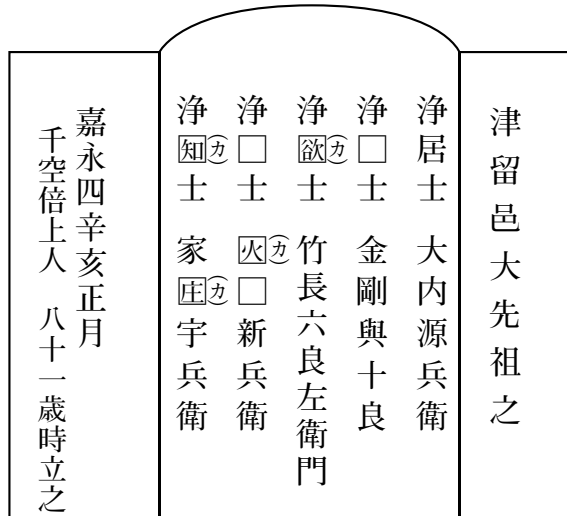 津留邑大先祖之
浄居士　大内源兵衛
浄□士　金剛與十良
浄欲(カ)士　竹長六良左衛門
浄□士　火(カ)□新兵衛
浄知(カ)士　家庄(カ)宇兵衛
嘉永四辛亥正月
千空倍上人　八十一歳時立之